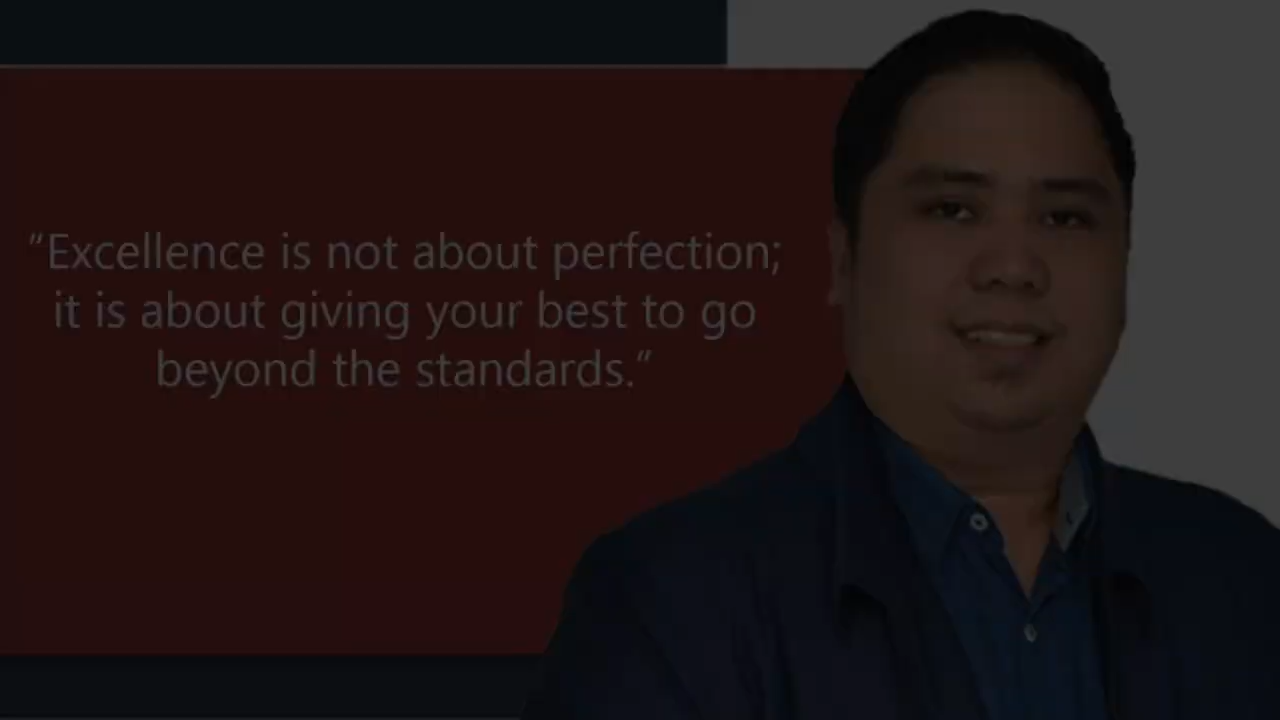 “Excellence is not about perfection;
it is about giving your best to go
beyond the standards.”